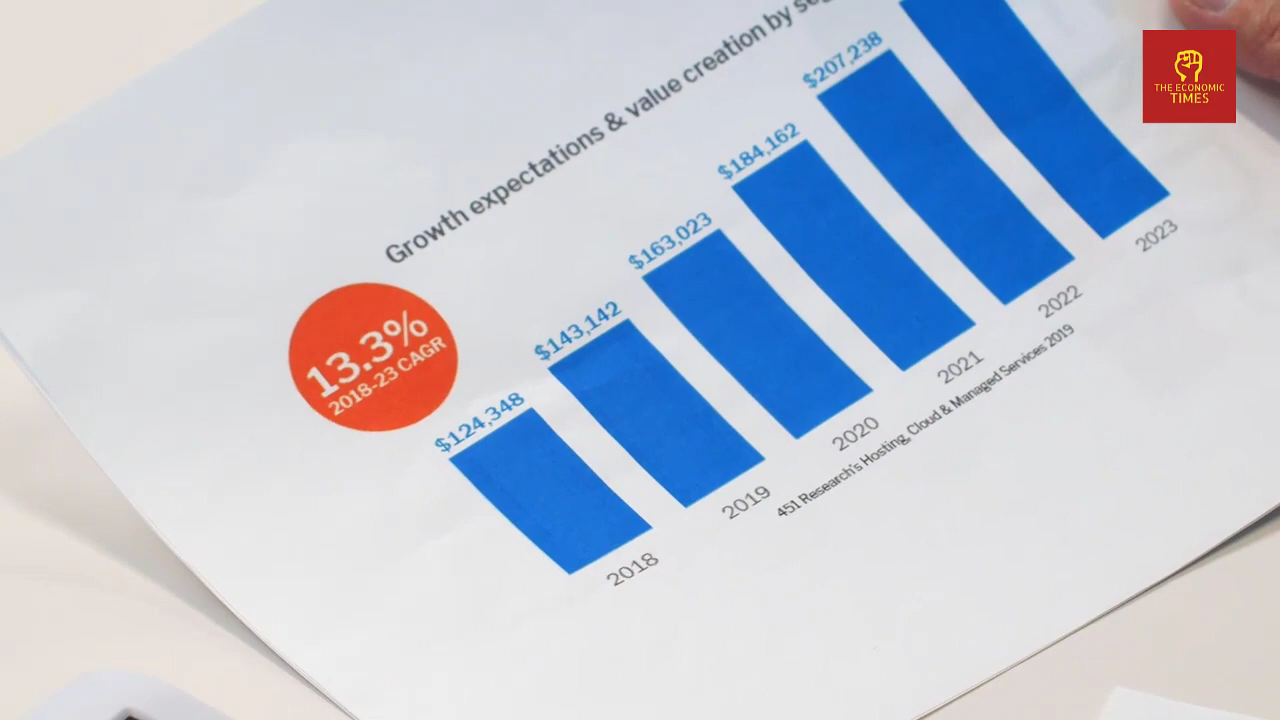 Growth expectations & value creation by
13.3%
2018-23 CAGR
$124,348
$143,142
$163,023
$184,162
$207,238
2018
2019
2020
2021
2022
2023
451 Research's Hosting, Cloud & Managed Services 2019
THE ECONOMIC
TIMES